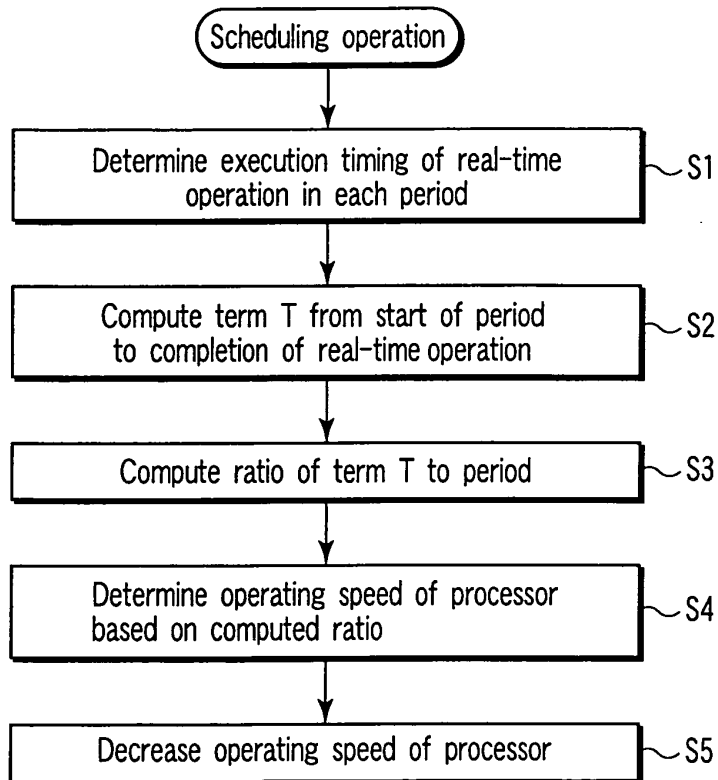 Scheduling operation
Determine execution timing of real-time
operation in each period
S1
Compute term T from start of period
to completion of real-time operation
S2
Compute ratio of term T to period
S3
Determine operating speed of processor
based on computed ratio
S4
Decrease operating speed of processor
S5